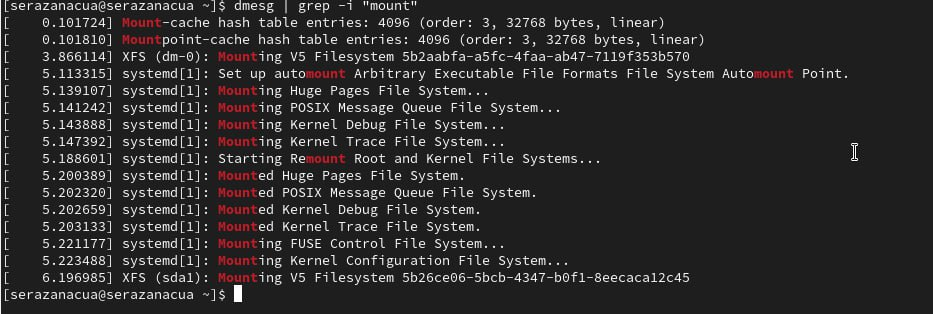 [serazanacua@serazanacua ~]$ dmesg | grep -i "mount"
[    0.101724] Mount-cache hash table entries: 4096 (order: 3, 32768 bytes, linear)
[    0.101810] Mountpoint-cache hash table entries: 4096 (order: 3, 32768 bytes, linear)
[    3.866114] XFS (dm-0): Mounting V5 Filesystem 5b2aabfa-a5fc-4faa-ab47-7119f353b570
[    5.113315] systemd[1]: Set up automount Arbitrary Executable File Formats File System Automount Point.
[    5.139107] systemd[1]: Mounting Huge Pages File System...
[    5.141242] systemd[1]: Mounting POSIX Message Queue File System...
[    5.143888] systemd[1]: Mounting Kernel Debug File System...
[    5.147392] systemd[1]: Mounting Kernel Trace File System...
[    5.188601] systemd[1]: Starting Remount Root and Kernel File Systems...
[    5.200389] systemd[1]: Mounted Huge Pages File System.
[    5.202320] systemd[1]: Mounted POSIX Message Queue File System.
[    5.202659] systemd[1]: Mounted Kernel Debug File System.
[    5.203133] systemd[1]: Mounted Kernel Trace File System.
[    5.221177] systemd[1]: Mounting FUSE Control File System...
[    5.223488] systemd[1]: Mounting Kernel Configuration File System...
[    6.196985] XFS (sda1): Mounting V5 Filesystem 5b26ce06-5bcb-4347-b0f1-8eecaca12c45
[serazanacua@serazanacua ~]$